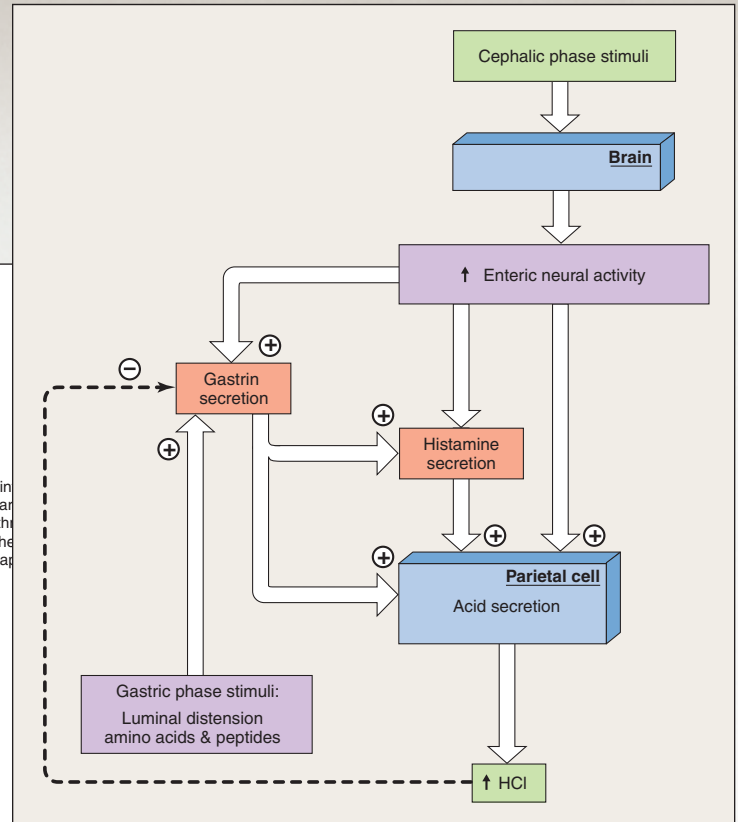 Cephalic phase stimuli
Brain
↑ Enteric neural activity
+
−
Gastrin
secretion
+
+
Histamine
secretion
+
+
+
Parietal cell
Acid secretion
Gastric phase stimuli:
Luminal distension
amino acids & peptides
↑ HCl